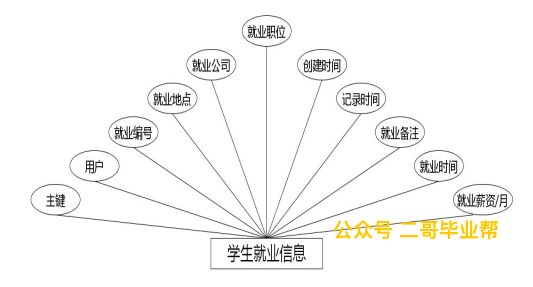 就业职位
就业公司
创建时间
就业地点
记录时间
就业编号
就业备注
用户
就业时间
主键
就业薪资/月
公众号 二哥毕业帮
学生就业信息